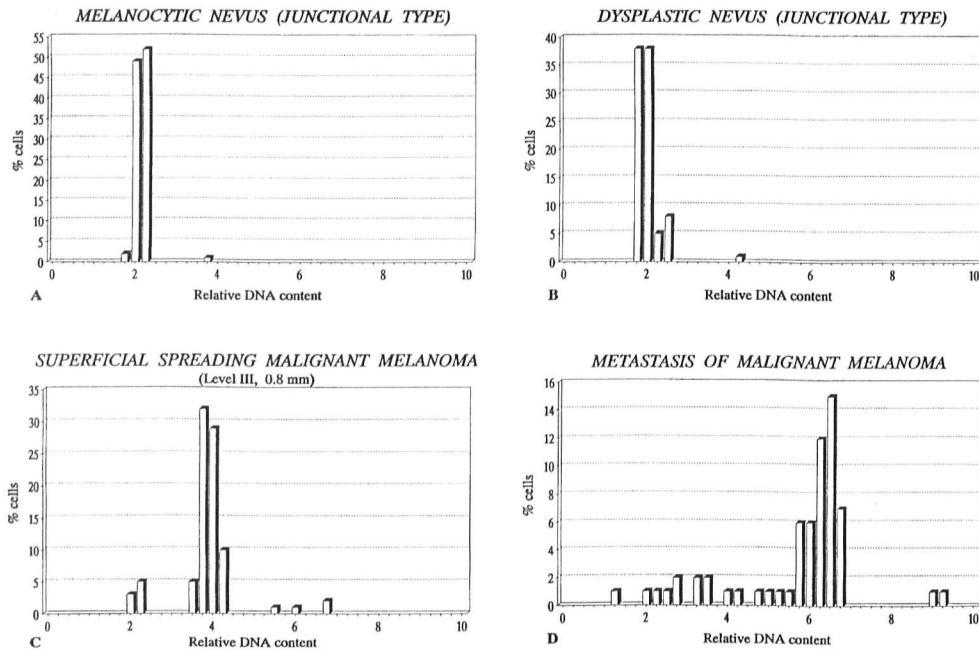 MELANOCYTIC NEVUS (JUNCTIONAL TYPE)
55
50
45
40
35
30
25
20
15
10
5
0
% cells
0 2 4 6 8 10
Relative DNA content
A
DYSPLASTIC NEVUS (JUNCTIONAL TYPE)
40
35
30
25
20
15
10
5
0
% cells
0 2 4 6 8 10
Relative DNA content
B
SUPERFICIAL SPREADING MALIGNANT MELANOMA
(Level III, 0.8 mm)
35
30
25
20
15
10
5
0
% cells
0 2 4 6 8 10
Relative DNA content
C
METASTASIS OF MALIGNANT MELANOMA
16
14
12
10
8
6
4
2
0
% cells
0 2 4 6 8 10
Relative DNA content
D